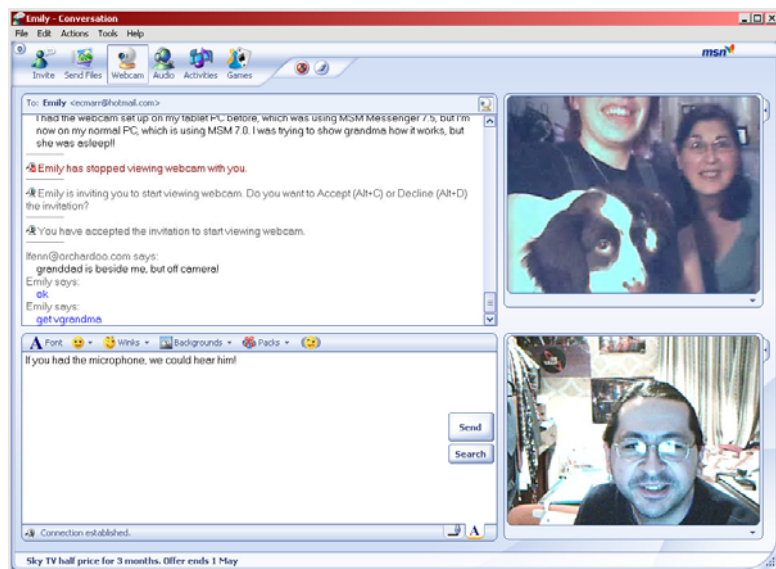 Emily - Conversation
File Edit Actions Tools Help
msn
Invite Send Files Webcam Audio Activities Games
To: Emily <ecmarr@hotmail.com>
I had the webcam set up on my tablet PC before, which was using MSM Messenger 7.5, but I'm
now on my normal PC, which is using MSM 7.0. I was trying to show grandma how it works, but
she was asleep!!
Emily has stopped viewing webcam with you.
Emily is inviting you to start viewing webcam. Do you want to Accept (Alt+C) or Decline (Alt+D)
the invitation?
You have accepted the invitation to start viewing webcam.
lfenn@orchardoo.com says:
granddad is beside me, but off camera!
Emily says:
ok
Emily says:
getvgrandma
A Font Winks Backgrounds Packs
If you had the microphone, we could hear him!
Send
Search
Connection established.
A
Sky TV half price for 3 months. Offer ends 1 May